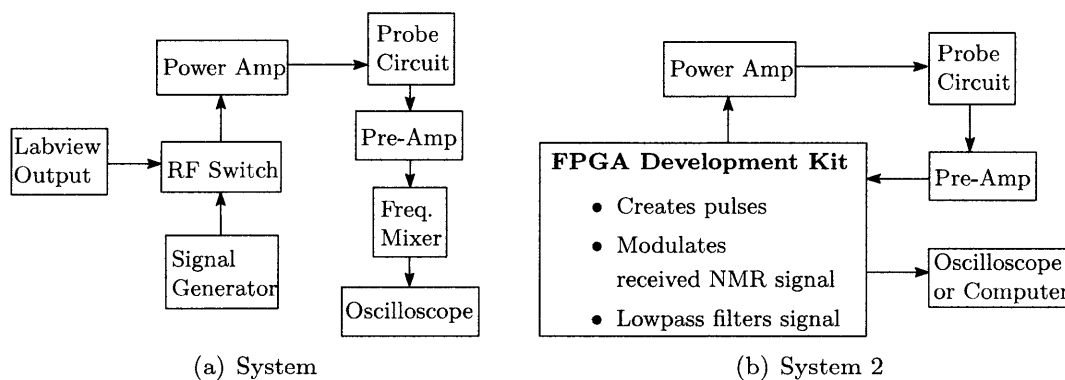 Power Amp
Probe
Circuit
Labview
Output
RF Switch
Pre-Amp
Signal
Generator
Freq.
Mixer
Oscilloscope
(a) System
Power Amp
Probe
Circuit
FPGA Development Kit
• Creates pulses
• Modulates
received NMR signal
• Lowpass filters signal
Pre-Amp
Oscilloscope
or Computer
(b) System 2